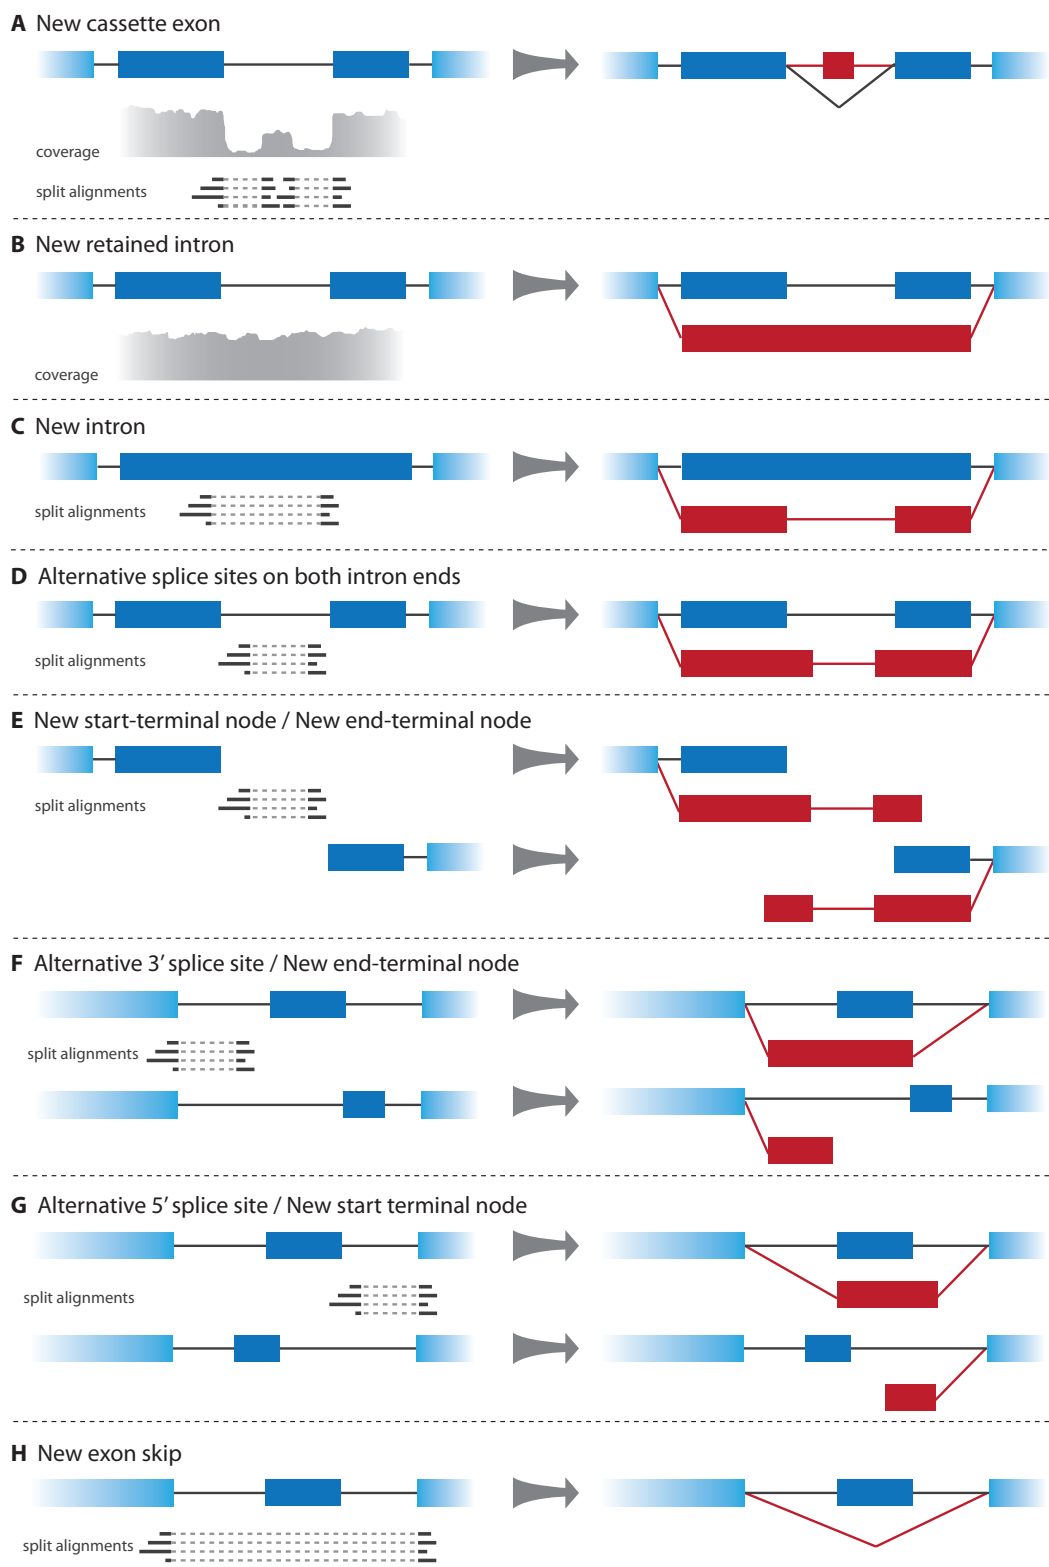 A New cassette exon
coverage
split alignments
B New retained intron
coverage
C New intron
split alignments
D Alternative splice sites on both intron ends
split alignments
E New start-terminal node / New end-terminal node
split alignments
F Alternative 3’ splice site / New end-terminal node
split alignments
G Alternative 5’ splice site / New start terminal node
split alignments
H New exon skip
split alignments